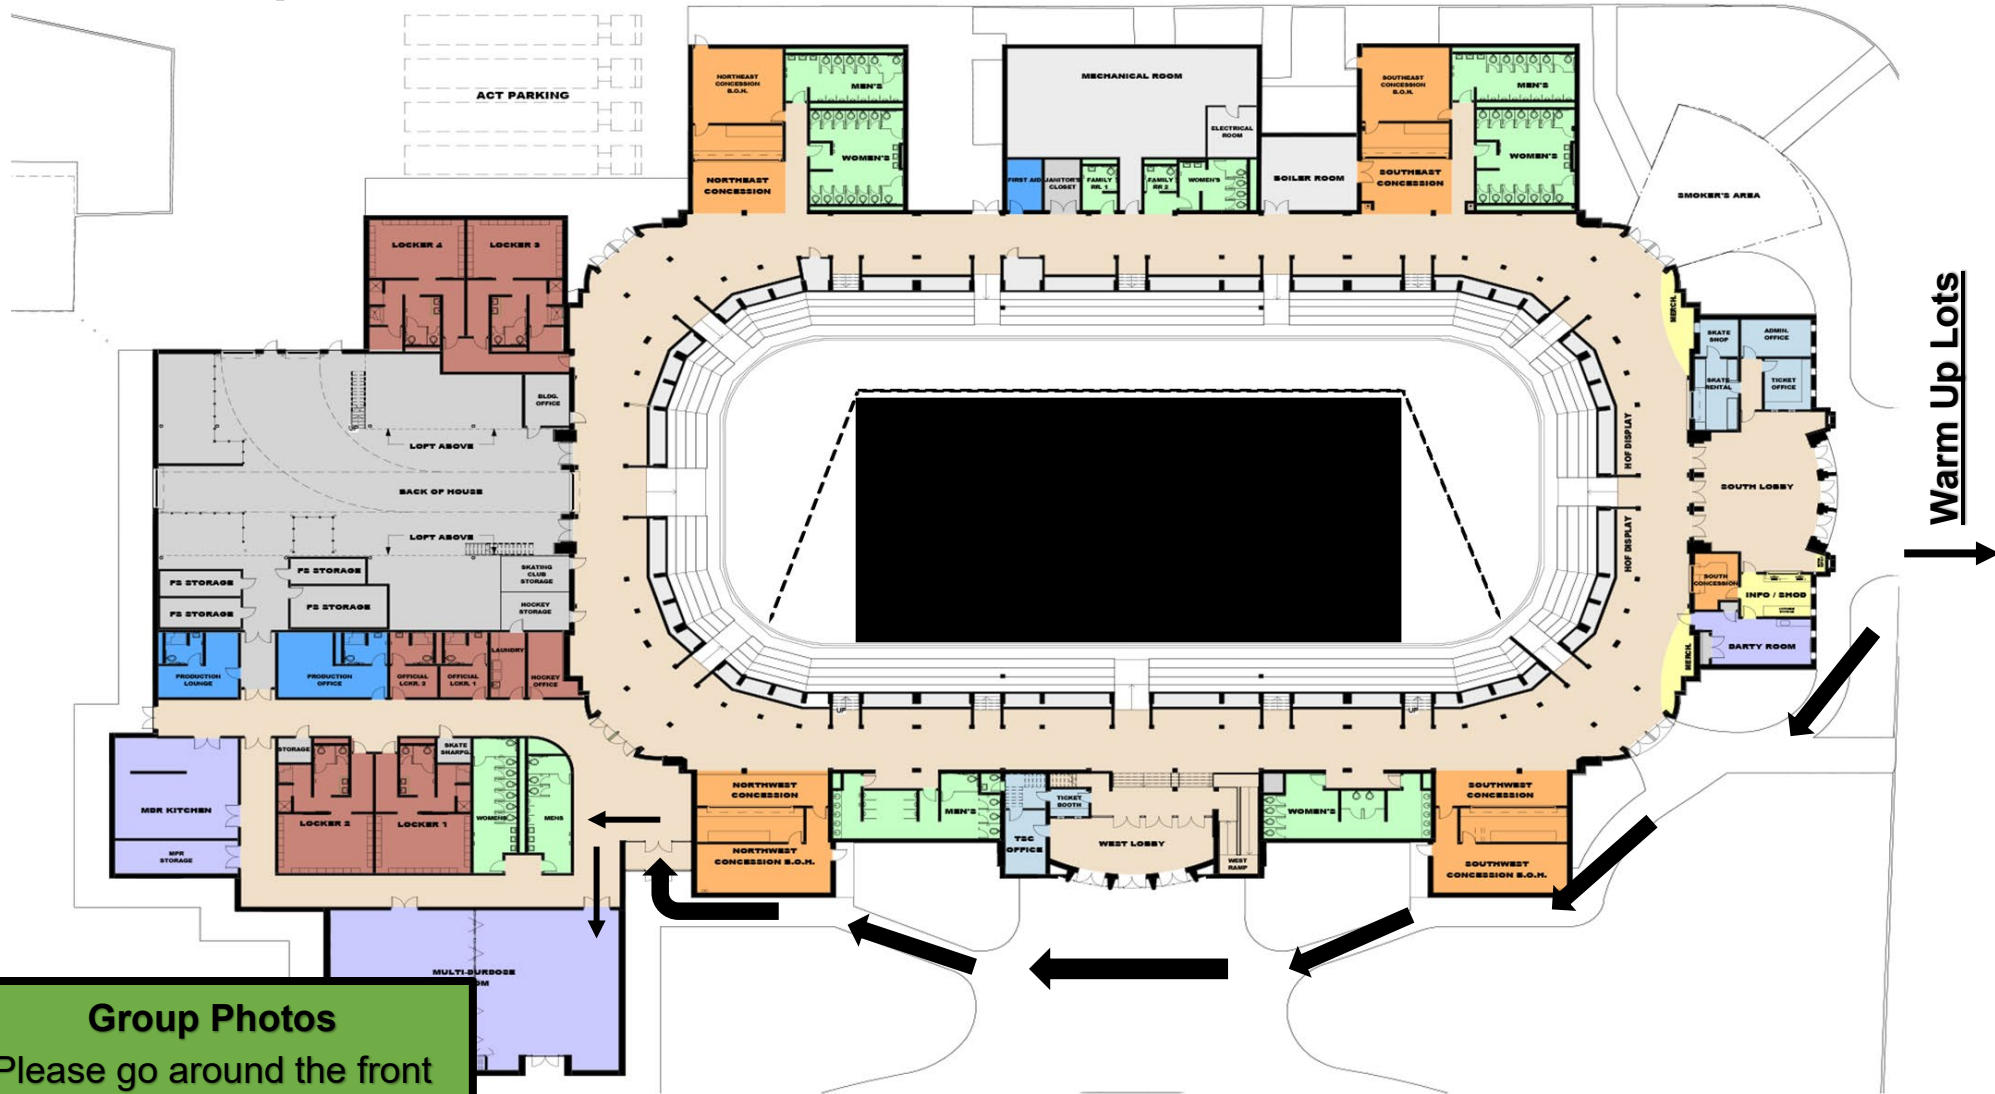 ACT PARKING
NORTHEAST
CONCESSION
B.O.H.
MEN'S
WOMEN'S
NORTHEAST
CONCESSION
MECHANICAL ROOM
ELECTRICAL
ROOM
FIRST AID
JANITOR'S
CLOSET
FAMILY
RR. 1
FAMILY
RR 2
WOMEN'S
BOILER ROOM
SOUTHEAST
CONCESSION
B.O.H.
MEN'S
WOMEN'S
SOUTHEAST
CONCESSION
SMOKER'S AREA
LOCKER 4
LOCKER 3
BLDG.
OFFICE
LOFT ABOVE
BACK OF HOUSE
LOFT ABOVE
SKATING
CLUB
STORAGE
HOCKEY
STORAGE
FS STORAGE
FS STORAGE
FS STORAGE
FS STORAGE
PRODUCTION
LOUNGE
PRODUCTION
OFFICE
OFFICIAL
LCKR. 2
OFFICIAL
LCKR. 1
LAUNDRY
HOCKEY
OFFICE
MERCH.
SKATE
SHOP
ADMIN.
OFFICE
SKATE
RENTAL
TICKET
OFFICE
HOF DISPLAY
SOUTH LOBBY
HOF DISPLAY
SOUTH
CONCESSION
INFO / SHOD
PARTY ROOM
MERCH.
Warm Up Lots
UP
UP
MBR KITCHEN
MPR
STORAGE
STORAGE
SKATE
SHARPG.
LOCKER 2
LOCKER 1
WOMENS
MENS
NORTHWEST
CONCESSION
NORTHWEST
CONCESSION B.O.H.
MEN'S
TSC
OFFICE
TICKET
BOOTH
WEST LOBBY
WEST
RAMP
WOMEN'S
SOUTHWEST
CONCESSION
SOUTHWEST
CONCESSION B.O.H.
MULTI-PURPOSE
OM
Group Photos
Please go around the front